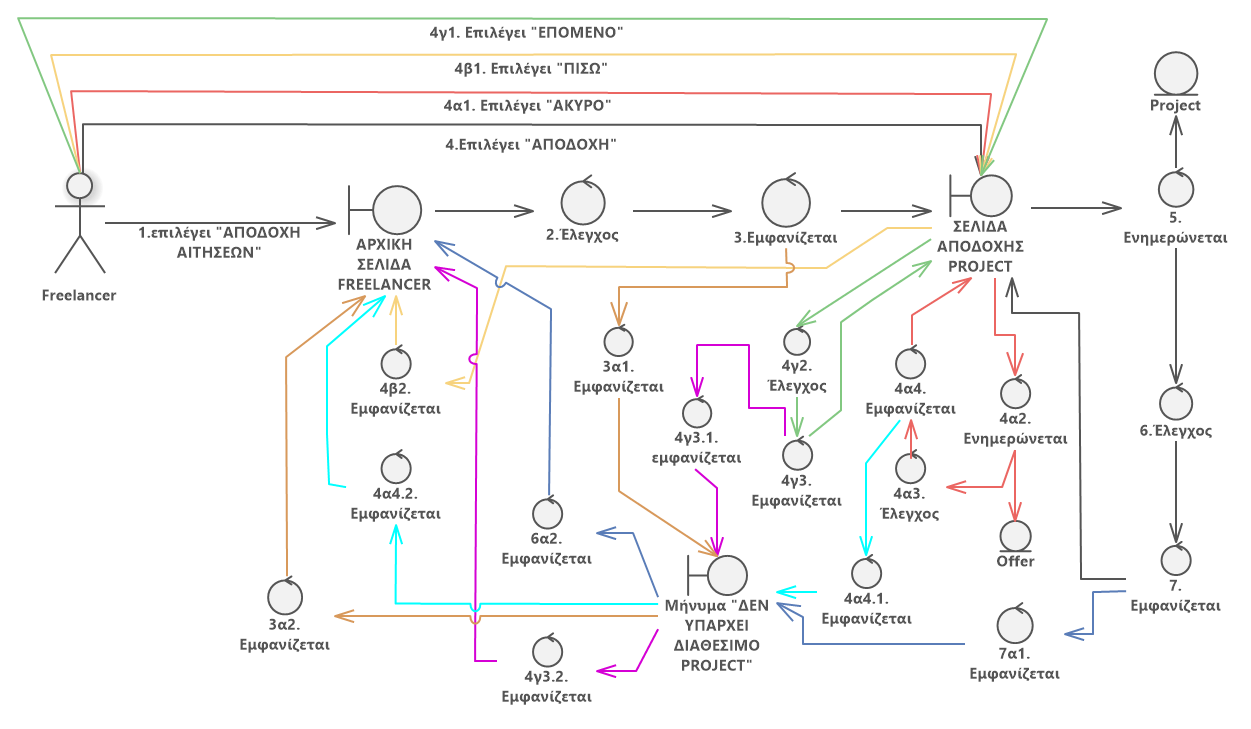 4γ1. Επιλέγει "ΕΠΟΜΕΝΟ"
4β1. Επιλέγει "ΠΙΣΩ"
4α1. Επιλέγει "ΑΚΥΡΟ"
4.Επιλέγει "ΑΠΟΔΟΧΗ"
Project
Freelancer
1.επιλέγει "ΑΠΟΔΟΧΗ
ΑΙΤΗΣΕΩΝ"
ΑΡΧΙΚΗ
ΣΕΛΙΔΑ
FREELANCER
2.Έλεγχος
3.Εμφανίζεται
ΣΕΛΙΔΑ
ΑΠΟΔΟΧΗΣ
PROJECT
5.
Ενημερώνεται
3α1.
Εμφανίζεται
4β2.
Εμφανίζεται
4γ2.
Έλεγχος
4α4.
Εμφανίζεται
4α2.
Ενημερώνεται
6.Έλεγχος
4γ3.1.
εμφανίζεται
4γ3.
Εμφανίζεται
4α3.
Έλεγχος
4α4.2.
Εμφανίζεται
6α2.
Εμφανίζεται
Offer
7.
Εμφανίζεται
Μήνυμα "ΔΕΝ
ΥΠΑΡΧΕΙ
ΔΙΑΘΕΣΙΜΟ
PROJECT"
4α4.1.
Εμφανίζεται
3α2.
Εμφανίζεται
7α1.
Εμφανίζεται
4γ3.2.
Εμφανίζεται